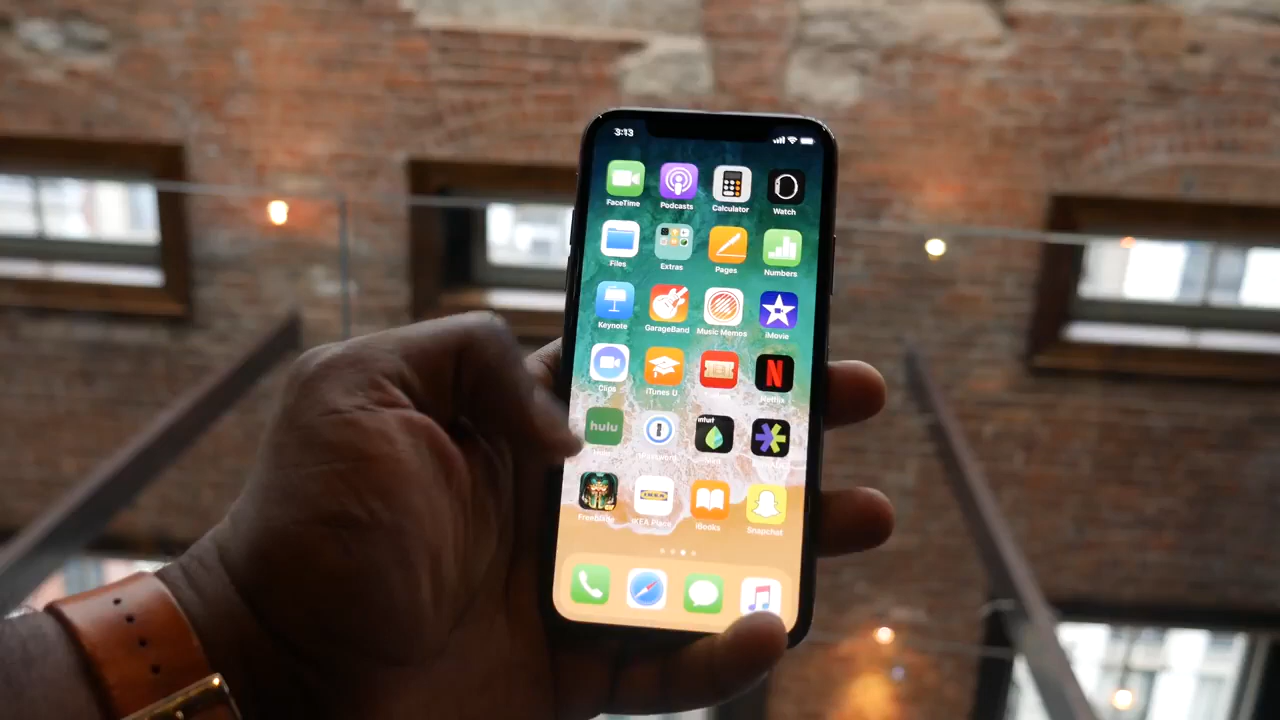 3:13
FaceTime
Podcasts
Calculator
Watch
Files
Extras
Pages
Numbers
Keynote
GarageBand
Music Memos
iMovie
Clips
iTunes U
Netflix
hulu
intuit
IKEA
IKEA Place
iBooks
Snapchat